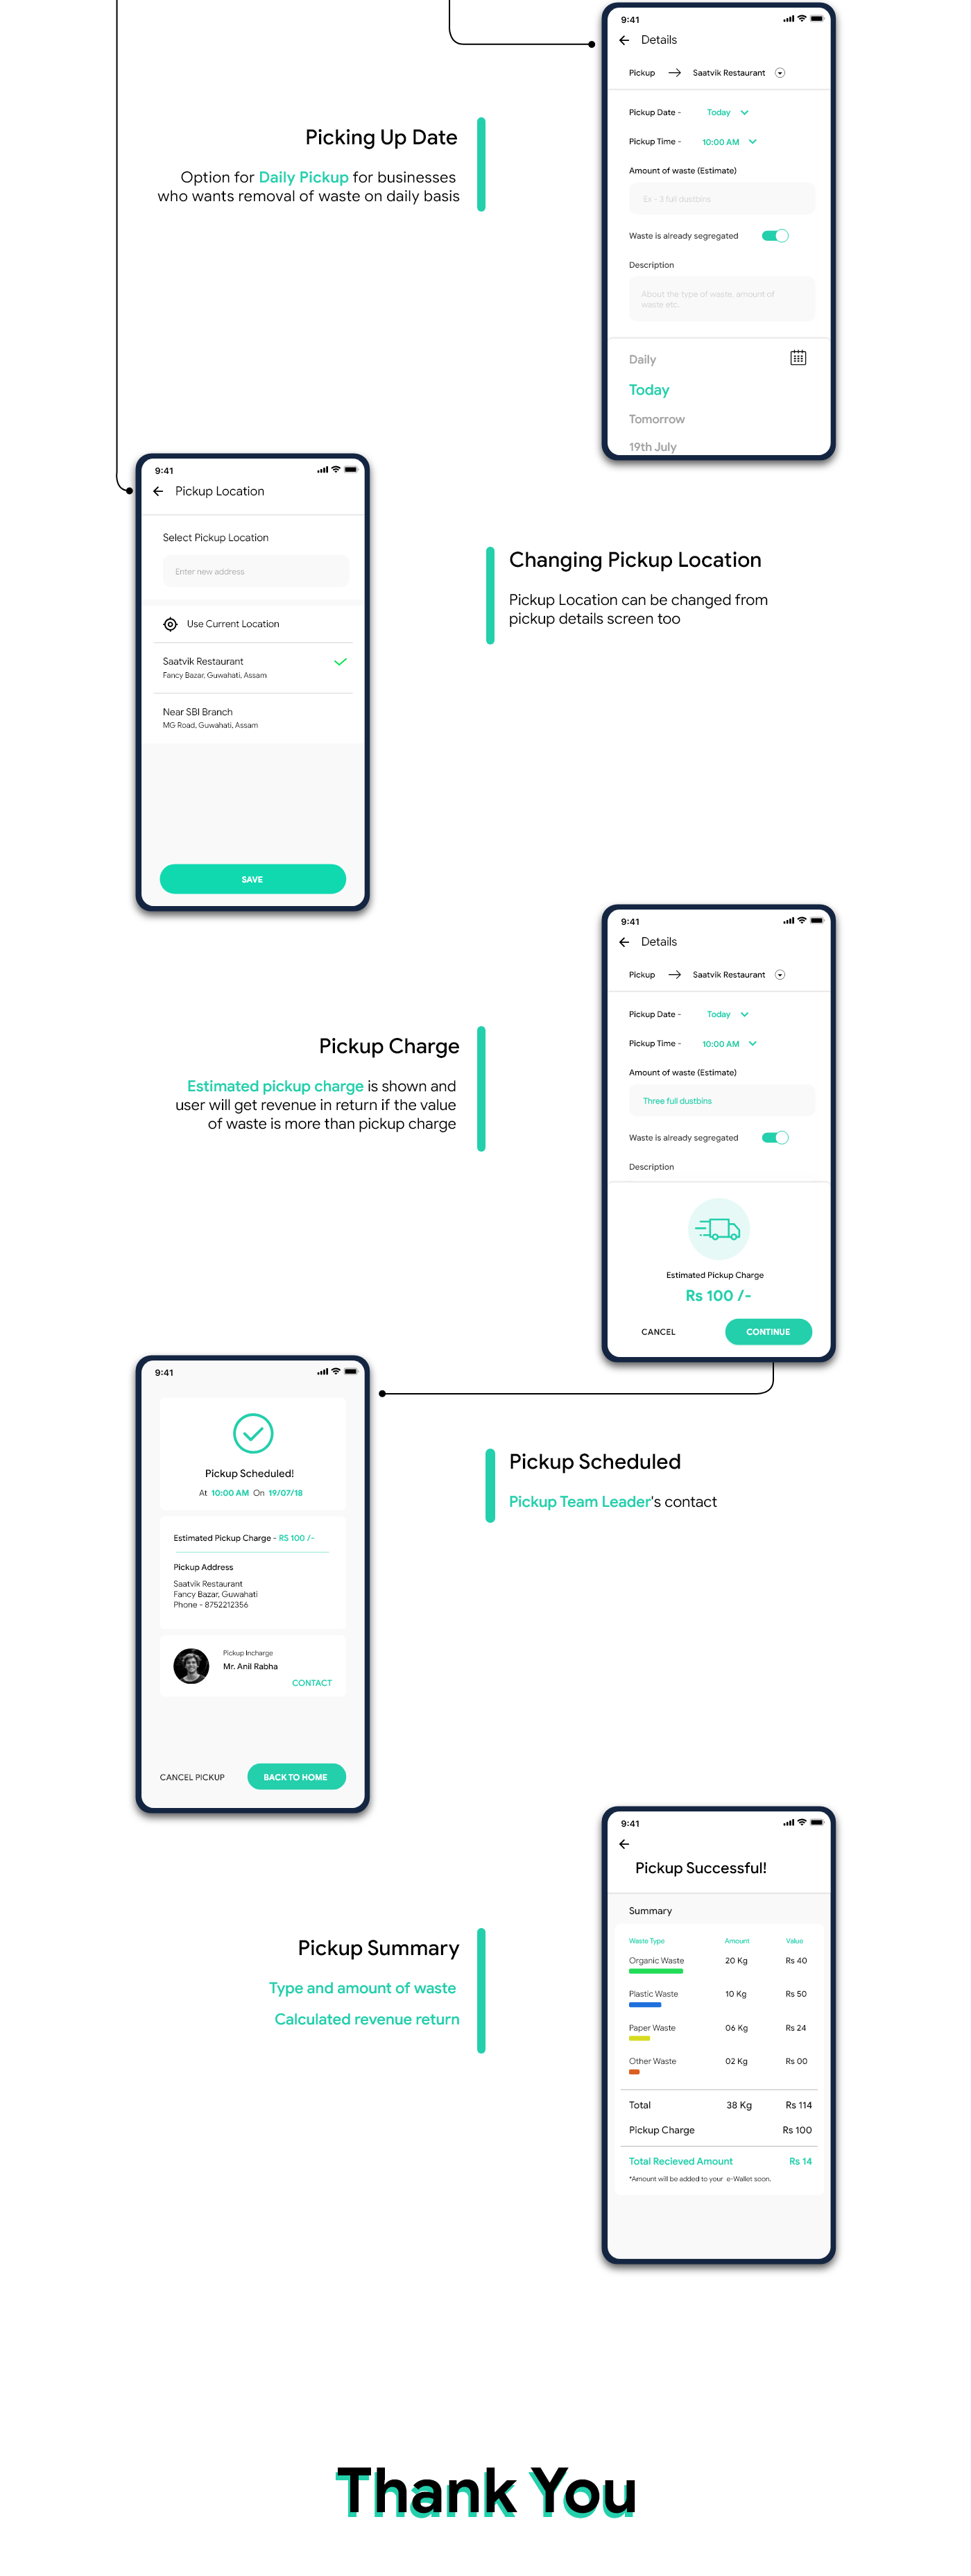 9:41
Details
Pickup
Saatvik Restaurant
Pickup Date - Today
Pickup Time - 10:00 AM
Amount of waste (Estimate)
Ex - 3 full dustbins
Waste is already segregated
Description
About the type of waste, amount of
waste etc.
Daily
Today
Tomorrow
19th July
Picking Up Date
Option for Daily Pickup for businesses
who wants removal of waste on daily basis
9:41
Pickup Location
Select Pickup Location
Enter new address
Use Current Location
Saatvik Restaurant
Fancy Bazar, Guwahati, Assam
Near SBI Branch
MG Road, Guwahati, Assam
SAVE
Changing Pickup Location
Pickup Location can be changed from
pickup details screen too
9:41
Details
Pickup
Saatvik Restaurant
Pickup Date - Today
Pickup Time - 10:00 AM
Amount of waste (Estimate)
Three full dustbins
Waste is already segregated
Description
Estimated Pickup Charge
Rs 100 /-
CANCEL
CONTINUE
Pickup Charge
Estimated pickup charge is shown and
user will get revenue in return if the value
of waste is more than pickup charge
9:41
Pickup Scheduled!
At 10:00 AM On 19/07/18
Estimated Pickup Charge - RS 100 /-
Pickup Address
Saatvik Restaurant
Fancy Bazar, Guwahati
Phone - 8752212356
Pickup Incharge
Mr. Anil Rabha
CONTACT
CANCEL PICKUP
BACK TO HOME
Pickup Scheduled
Pickup Team Leader's contact
9:41
Pickup Successful!
Summary
Waste Type Amount Value
Organic Waste 20 Kg Rs 40
Plastic Waste 10 Kg Rs 50
Paper Waste 06 Kg Rs 24
Other Waste 02 Kg Rs 00
Total 38 Kg Rs 114
Pickup Charge Rs 100
Total Recieved Amount Rs 14
*Amount will be added to your e-Wallet soon.
Pickup Summary
Type and amount of waste
Calculated revenue return
Thank You